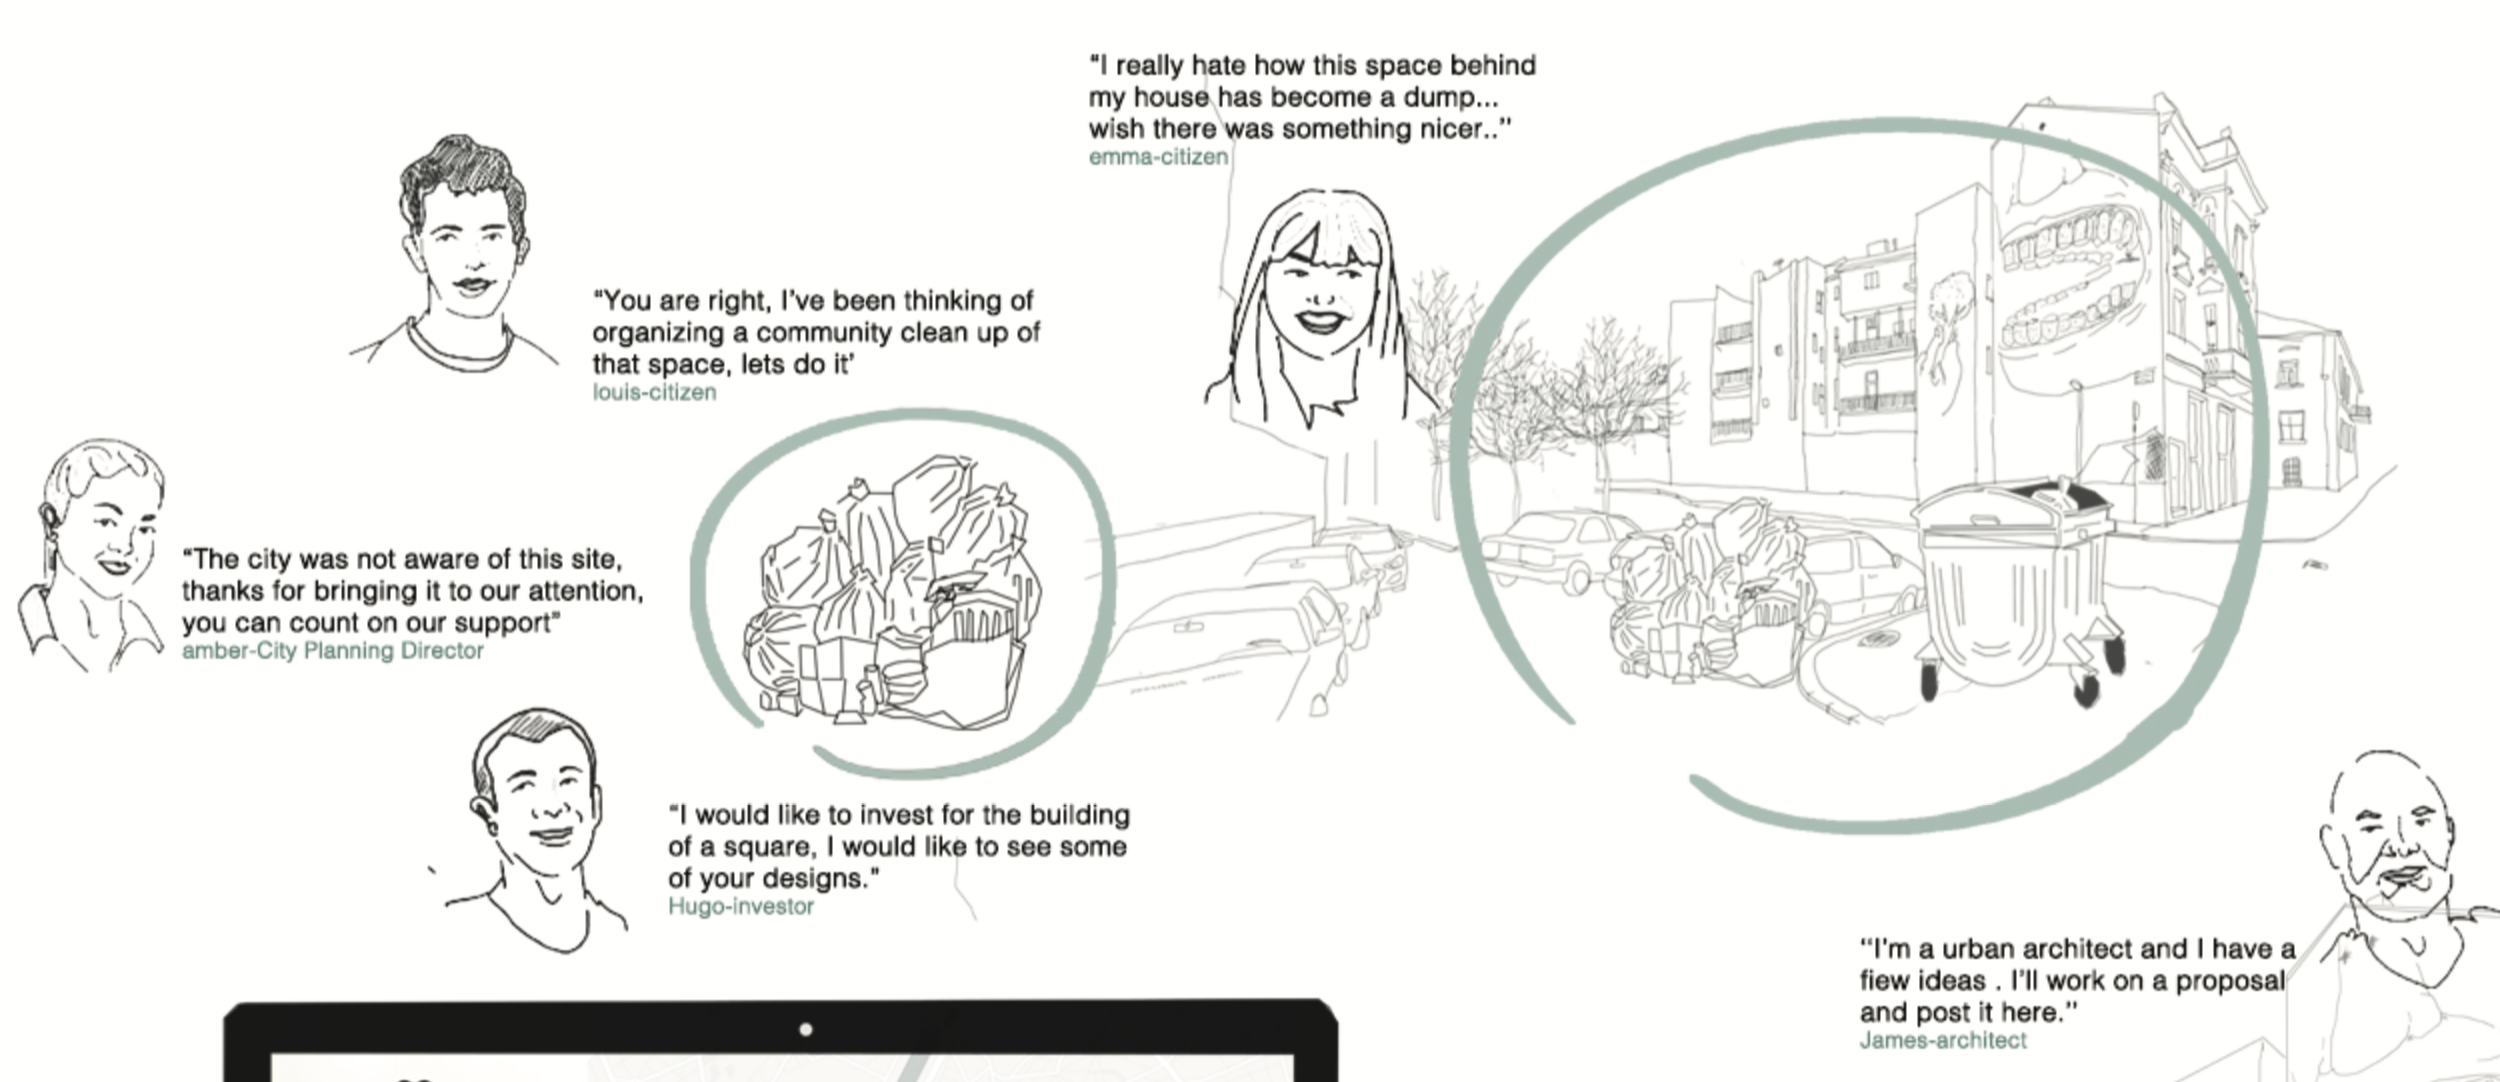 "I really hate how this space behind
my house has become a dump...
wish there was something nicer.."
emma-citizen
"You are right, I've been thinking of
organizing a community clean up of
that space, lets do it'
louis-citizen
"The city was not aware of this site,
thanks for bringing it to our attention,
you can count on our support"
amber-City Planning Director
"I would like to invest for the building
of a square, I would like to see some
of your designs."
Hugo-investor
"I'm a urban architect and I have a
fiew ideas . I'll work on a proposal
and post it here."
James-architect